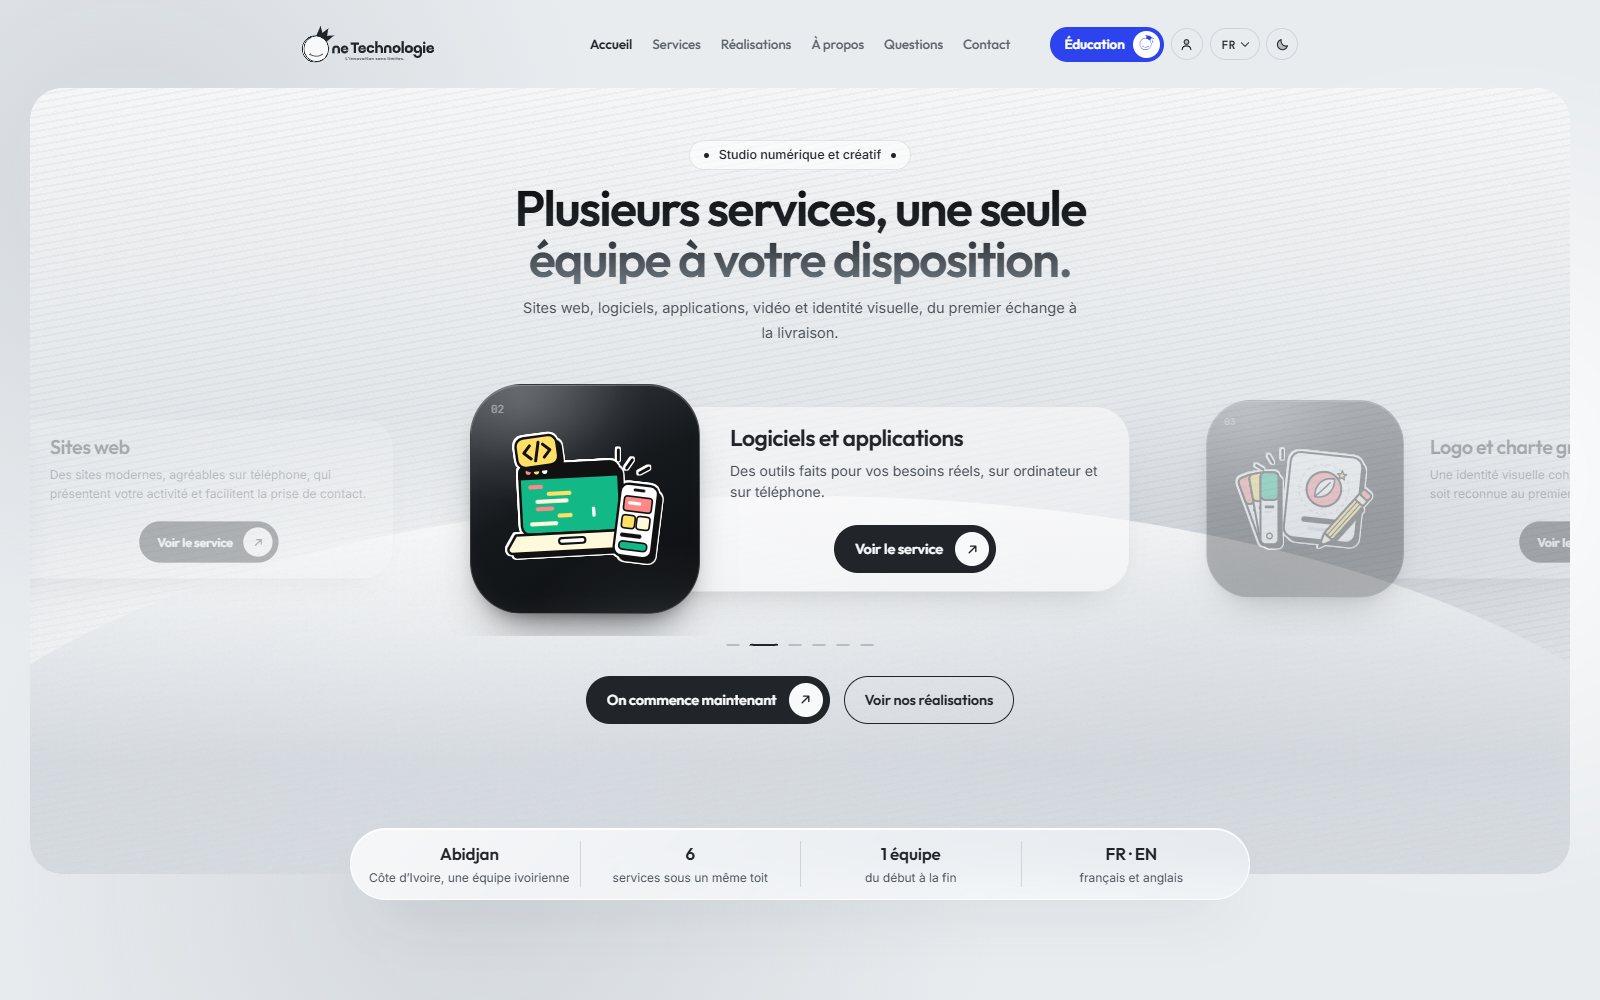 ne Technologie
L'innovation sans limites.
Accueil
Services
Réalisations
À propos
Questions
Contact
Éducation
FR
Studio numérique et créatif
Plusieurs services, une seule
équipe à votre disposition.
Sites web, logiciels, applications, vidéo et identité visuelle, du premier échange à
la livraison.
Sites web
Des sites modernes, agréables sur téléphone, qui
présentent votre activité et facilitent la prise de contact.
Voir le service
02
</>
Logiciels et applications
Des outils faits pour vos besoins réels, sur ordinateur et
sur téléphone.
Voir le service
03
Logo et charte
Une identité visuelle
soit reconnue au premier
Voir
On commence maintenant
Voir nos réalisations
Abidjan
Côte d'Ivoire, une équipe ivoirienne
6
services sous un même toit
1 équipe
du début à la fin
FR · EN
français et anglais